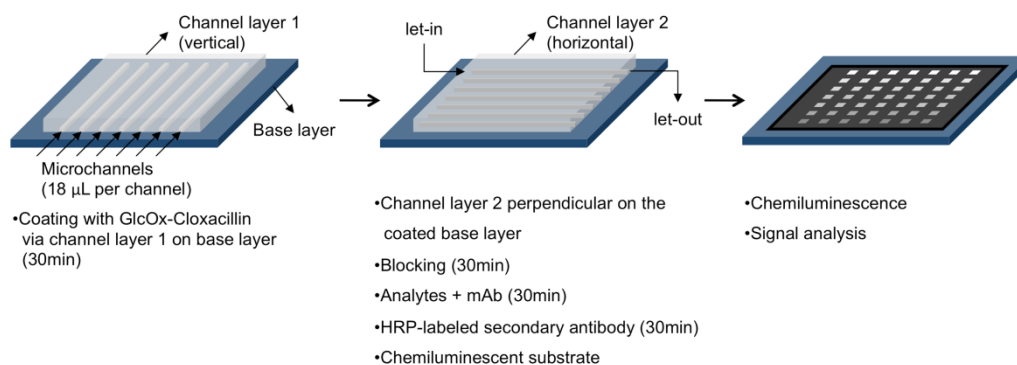 Channel layer 1
(vertical)
Base layer
Microchannels
(18 μL per channel)
•Coating with GlcOx-Cloxacillin
via channel layer 1 on base layer
(30min)
let-in
Channel layer 2
(horizontal)
let-out
•Channel layer 2 perpendicular on the
coated base layer
•Blocking (30min)
•Analytes + mAb (30min)
•HRP-labeled secondary antibody (30min)
•Chemiluminescent substrate
•Chemiluminescence
•Signal analysis